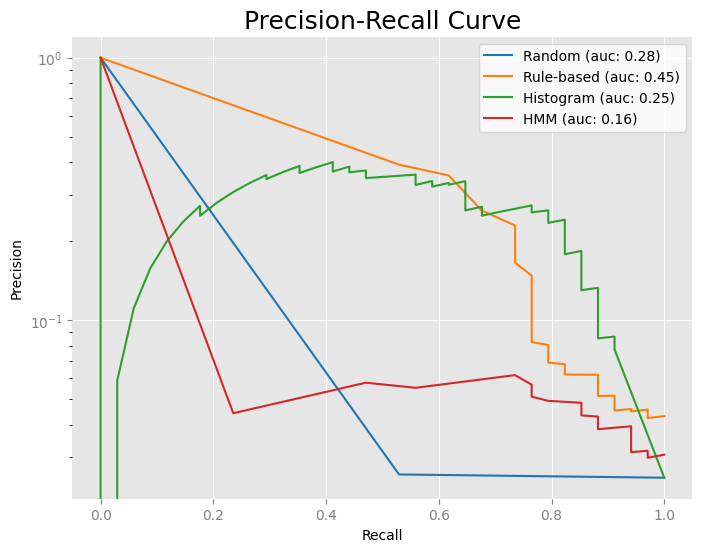 Precision-Recall Curve
Random (auc: 0.28)
Rule-based (auc: 0.45)
Histogram (auc: 0.25)
HMM (auc: 0.16)
10⁰
10⁻¹
Precision
0.0 0.2 0.4 0.6 0.8 1.0
Recall